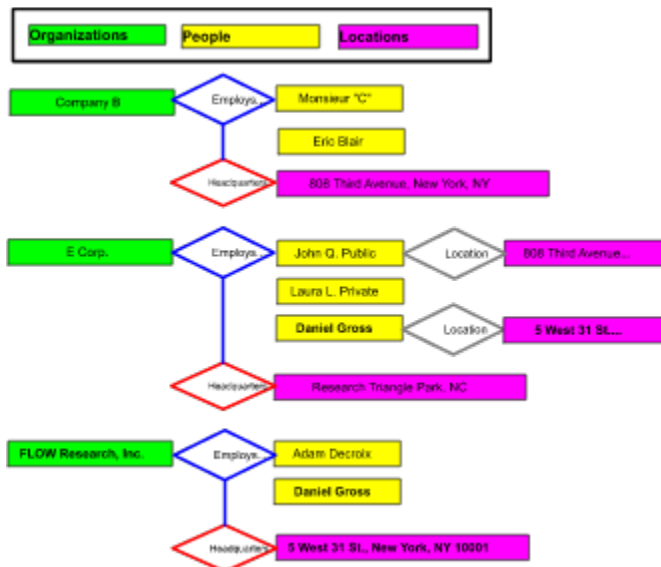 Organizations People Locations
Company B Employs... Monsieur "C"
Eric Blair
Headquarters 808 Third Avenue, New York, NY
E Corp. Employs... John Q. Public Location 808 Third Avenue...
Laura L. Private
Daniel Gross Location 5 West 31 St....
Headquarters Research Triangle Park, NC
FLOW Research, Inc. Employs... Adam Decroix
Daniel Gross
Headquarters 5 West 31 St., New York, NY 10001